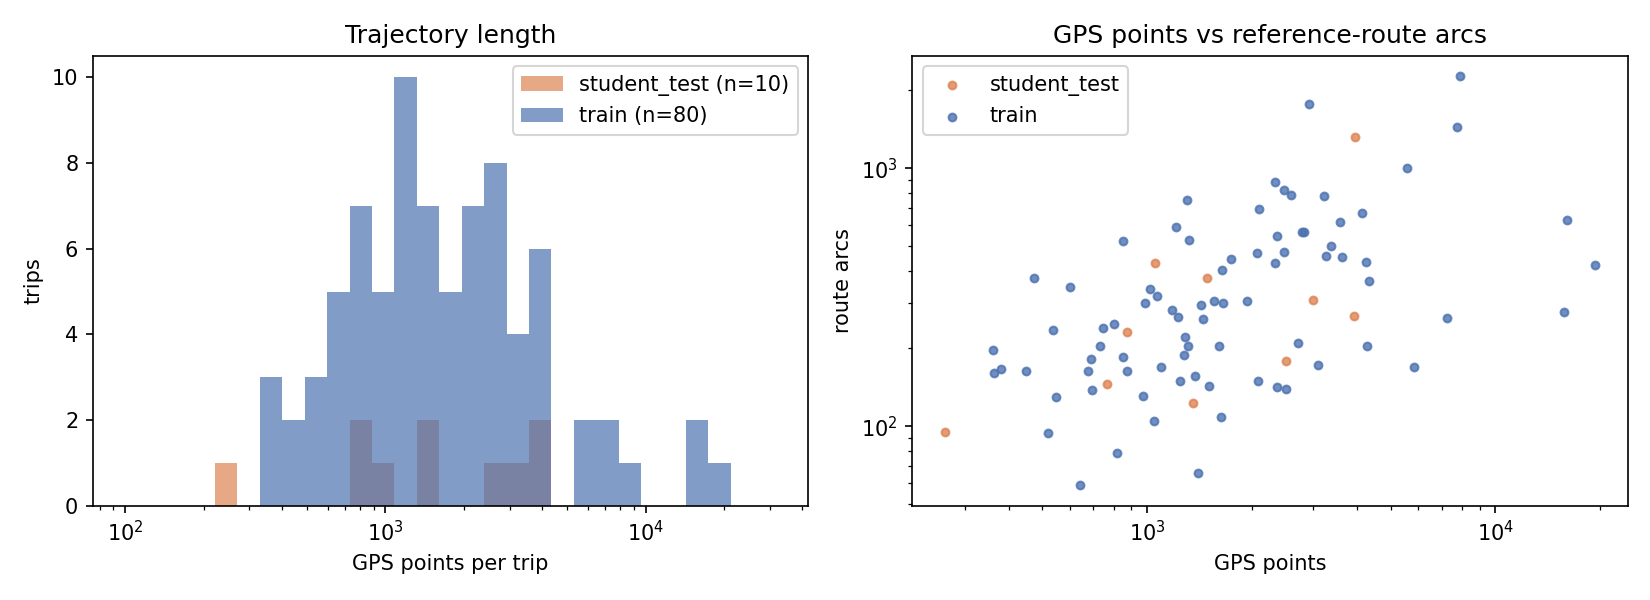 Trajectory length
student_test (n=10)
train (n=80)
10
8
6
4
2
0
trips
10²
10³
10⁴
GPS points per trip
GPS points vs reference-route arcs
student_test
train
10³
10²
route arcs
10³
10⁴
GPS points